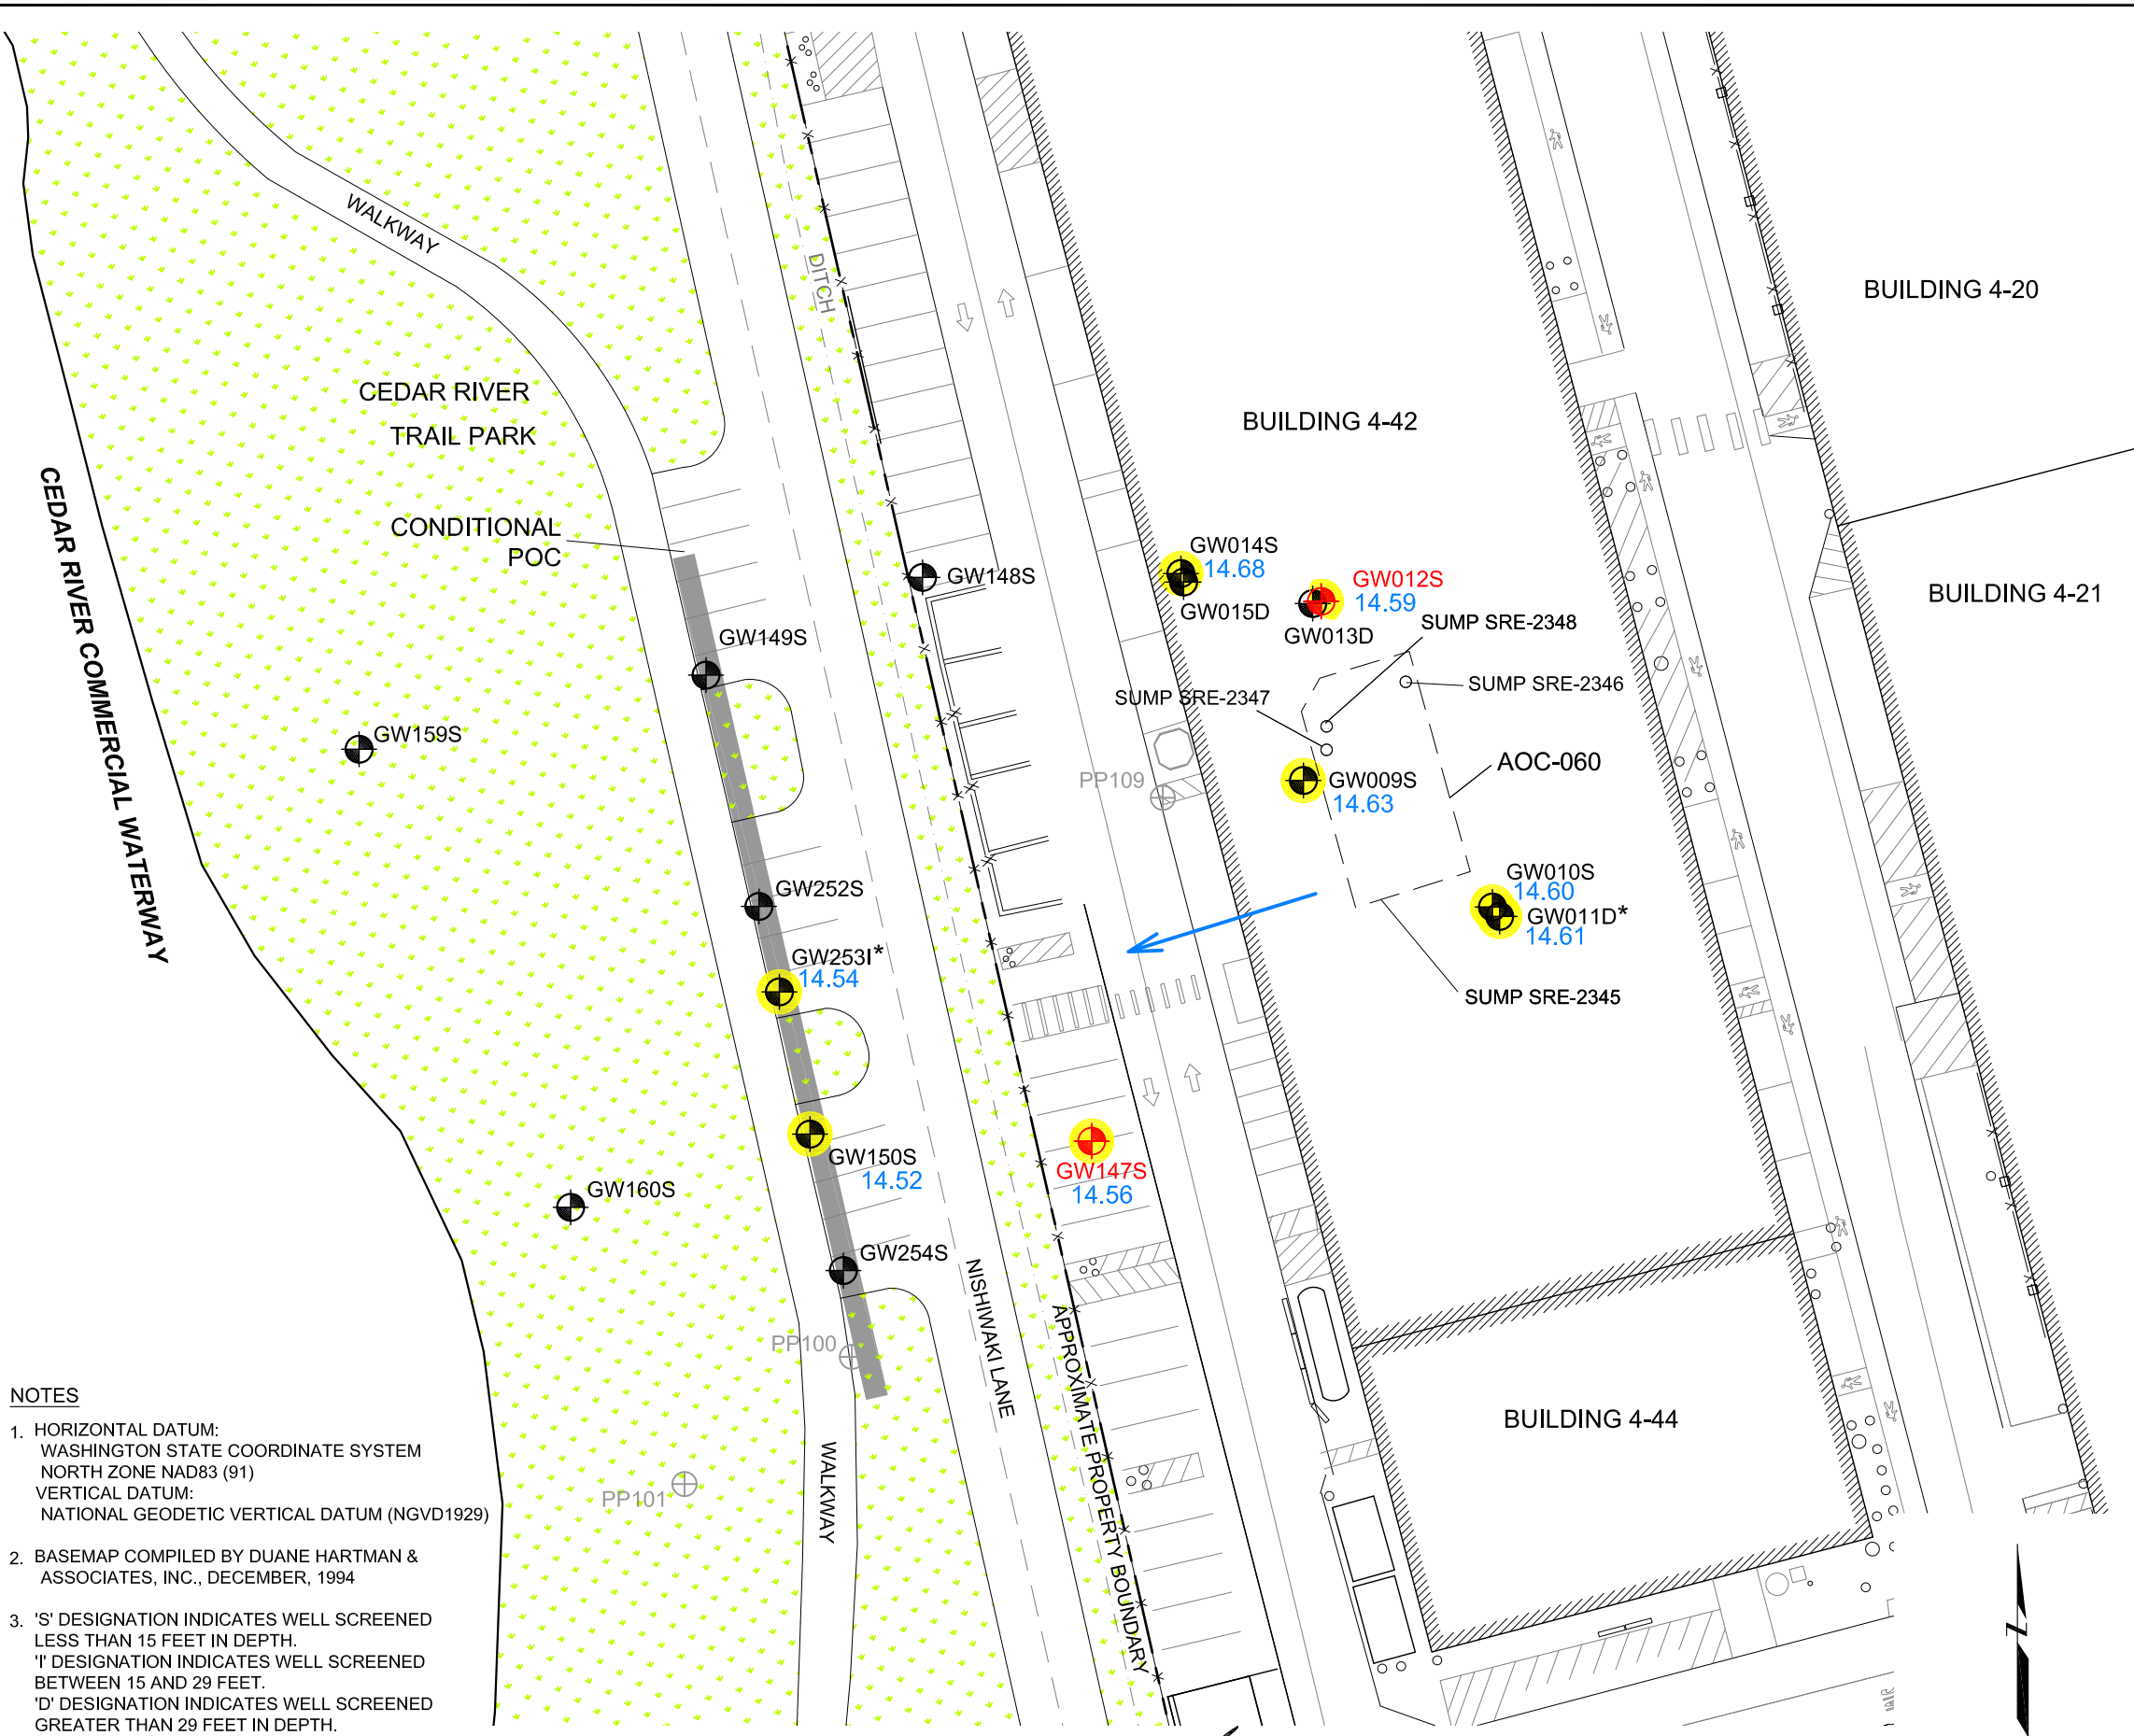 WALKWAY
DITCH
BUILDING 4-20
CEDAR RIVER
TRAIL PARK
BUILDING 4-42
CONDITIONAL
POC
CEDAR RIVER COMMERCIAL WATERWAY
GW014S
14.68
GW015D
GW148S
GW012S
14.59
GW013D
BUILDING 4-21
SUMP SRE-2348
GW149S
SUMP SRE-2346
SUMP SRE-2347
GW159S
AOC-060
PP109
GW009S
14.63
GW252S
GW010S
14.60
GW011D*
14.61
GW253I*
14.54
SUMP SRE-2345
GW150S
14.52
GW147S
14.56
GW160S
GW254S
NISHIWAKI LANE
APPROXIMATE PROPERTY BOUNDARY
PP100
BUILDING 4-44
WALKWAY
PP101
NOTES
1. HORIZONTAL DATUM:
WASHINGTON STATE COORDINATE SYSTEM
NORTH ZONE NAD83 (91)
VERTICAL DATUM:
NATIONAL GEODETIC VERTICAL DATUM (NGVD1929)
2. BASEMAP COMPILED BY DUANE HARTMAN &
ASSOCIATES, INC., DECEMBER, 1994
3. 'S' DESIGNATION INDICATES WELL SCREENED
LESS THAN 15 FEET IN DEPTH.
'I' DESIGNATION INDICATES WELL SCREENED
BETWEEN 15 AND 29 FEET.
'D' DESIGNATION INDICATES WELL SCREENED
GREATER THAN 29 FEET IN DEPTH.
Z